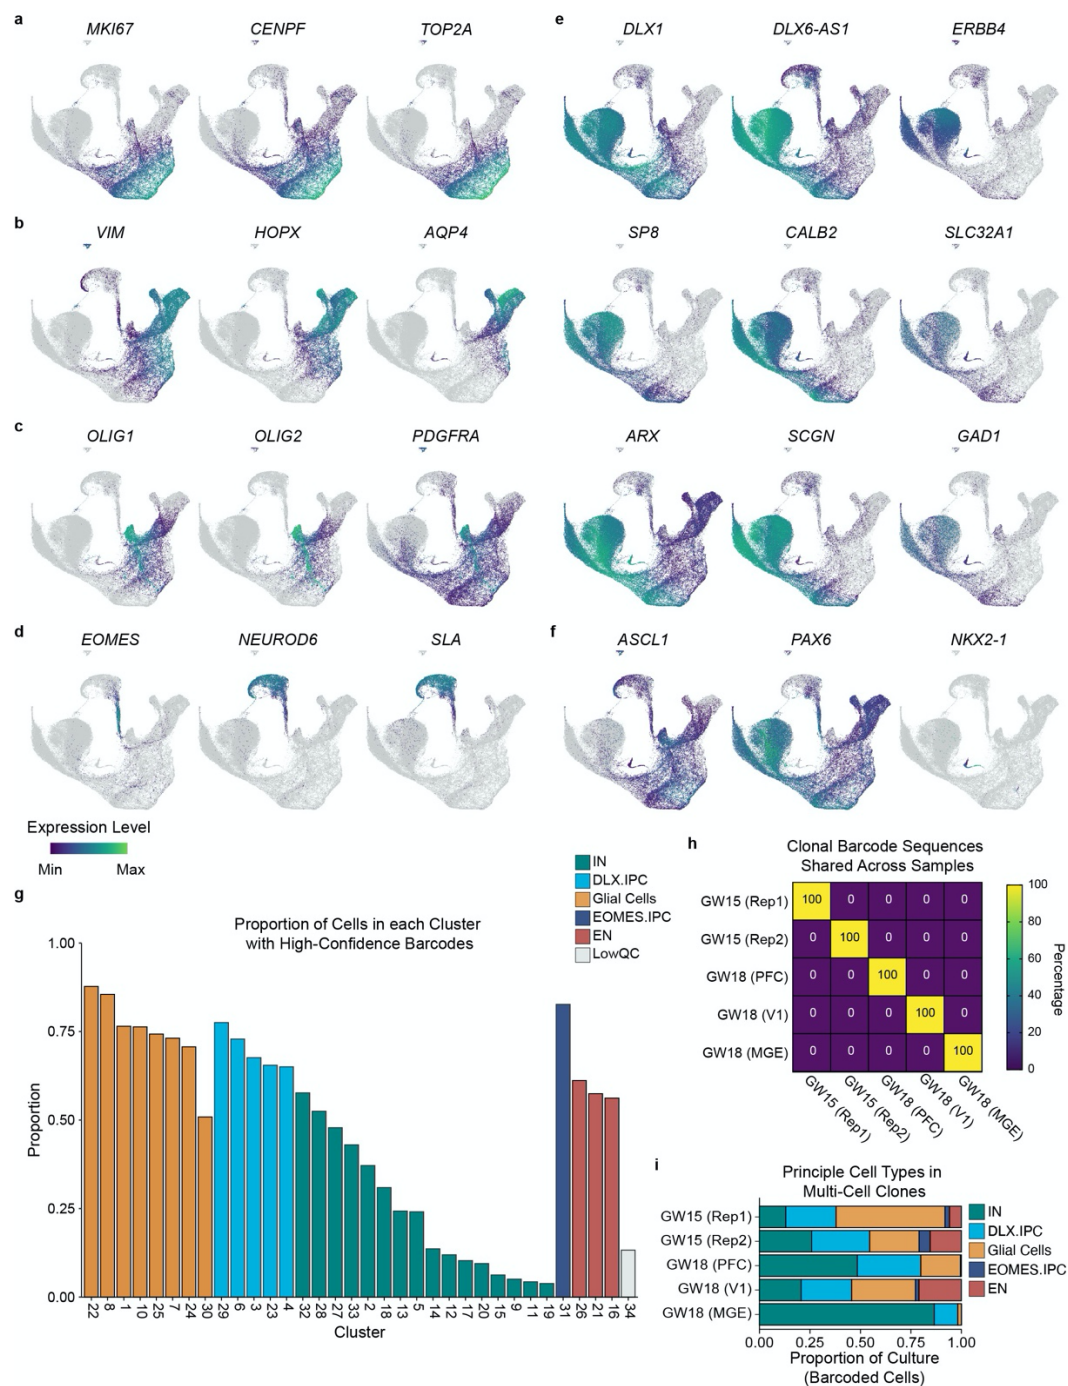 a
MKI67
CENPF
TOP2A
e
DLX1
DLX6-AS1
ERBB4
b
VIM
HOPX
AQP4
SP8
CALB2
SLC32A1
c
OLIG1
OLIG2
PDGFRA
ARX
SCGN
GAD1
d
EOMES
NEUROD6
SLA
f
ASCL1
PAX6
NKX2-1
Expression Level
Min
Max
g
Proportion of Cells in each Cluster
with High-Confidence Barcodes
IN
DLX.IPC
Glial Cells
EOMES.IPC
EN
LowQC
Proportion
1.00
0.75
0.50
0.25
0.00
22 8 1 10 25 7 24 30 29 6 3 23 4 32 28 27 33 2 18 13 5 14 12 17 20 15 9 11 19 31 26 21 16 34
Cluster
h
Clonal Barcode Sequences
Shared Across Samples
GW15 (Rep1) 100 0 0 0 0
GW15 (Rep2) 0 100 0 0 0
GW18 (PFC) 0 0 100 0 0
GW18 (V1) 0 0 0 100 0
GW18 (MGE) 0 0 0 0 100
GW15 (Rep1)
GW15 (Rep2)
GW18 (PFC)
GW18 (V1)
GW18 (MGE)
100
80
60
40
20
0
Percentage
i
Principle Cell Types in
Multi-Cell Clones
GW15 (Rep1)
GW15 (Rep2)
GW18 (PFC)
GW18 (V1)
GW18 (MGE)
IN
DLX.IPC
Glial Cells
EOMES.IPC
EN
0.00 0.25 0.50 0.75 1.00
Proportion of Culture
(Barcoded Cells)